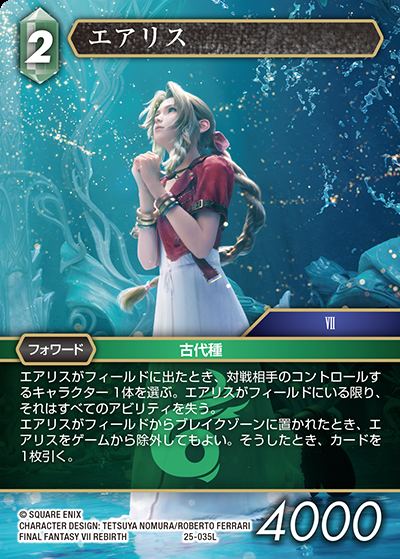 2
エアリス
VII
フォワード
古代種
エアリスがフィールドに出たとき、対戦相手のコントロールす
るキャラクター1体を選ぶ。エアリスがフィールドにいる限り、
それはすべてのアビリティを失う。
エアリスがフィールドからブレイクゾーンに置かれたとき、エ
アリスをゲームから除外してもよい。そうしたとき、カードを
1枚引く。
© SQUARE ENIX
CHARACTER DESIGN: TETSUYA NOMURA/ROBERTO FERRARI
FINAL FANTASY VII REBIRTH
25-035L
4000